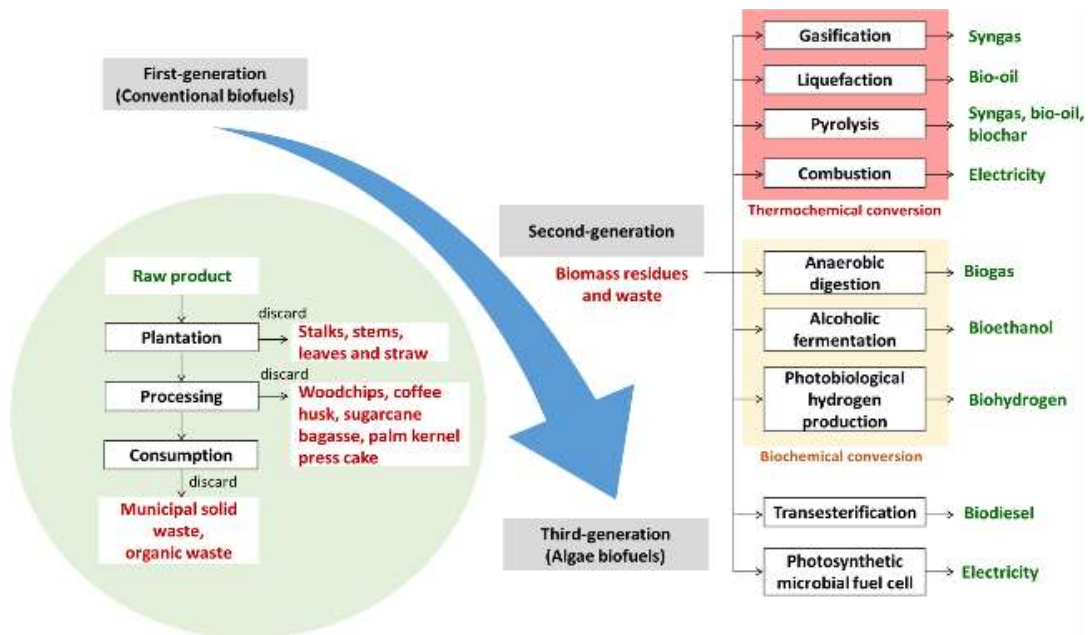 First-generation
(Conventional biofuels)
Raw product
discard
Plantation
Stalks, stems,
leaves and straw
discard
Processing
Woodchips, coffee
husk, sugarcane
bagasse, palm kernel
press cake
Consumption
discard
Municipal solid
waste,
organic waste
Second-generation
Biomass residues
and waste
Third-generation
(Algae biofuels)
Gasification
Syngas
Liquefaction
Bio-oil
Pyrolysis
Syngas, bio-oil,
biochar
Combustion
Electricity
Thermochemical conversion
Anaerobic
digestion
Biogas
Alcoholic
fermentation
Bioethanol
Photobiological
hydrogen
production
Biohydrogen
Biochemical conversion
Transesterification
Biodiesel
Photosynthetic
microbial fuel cell
Electricity